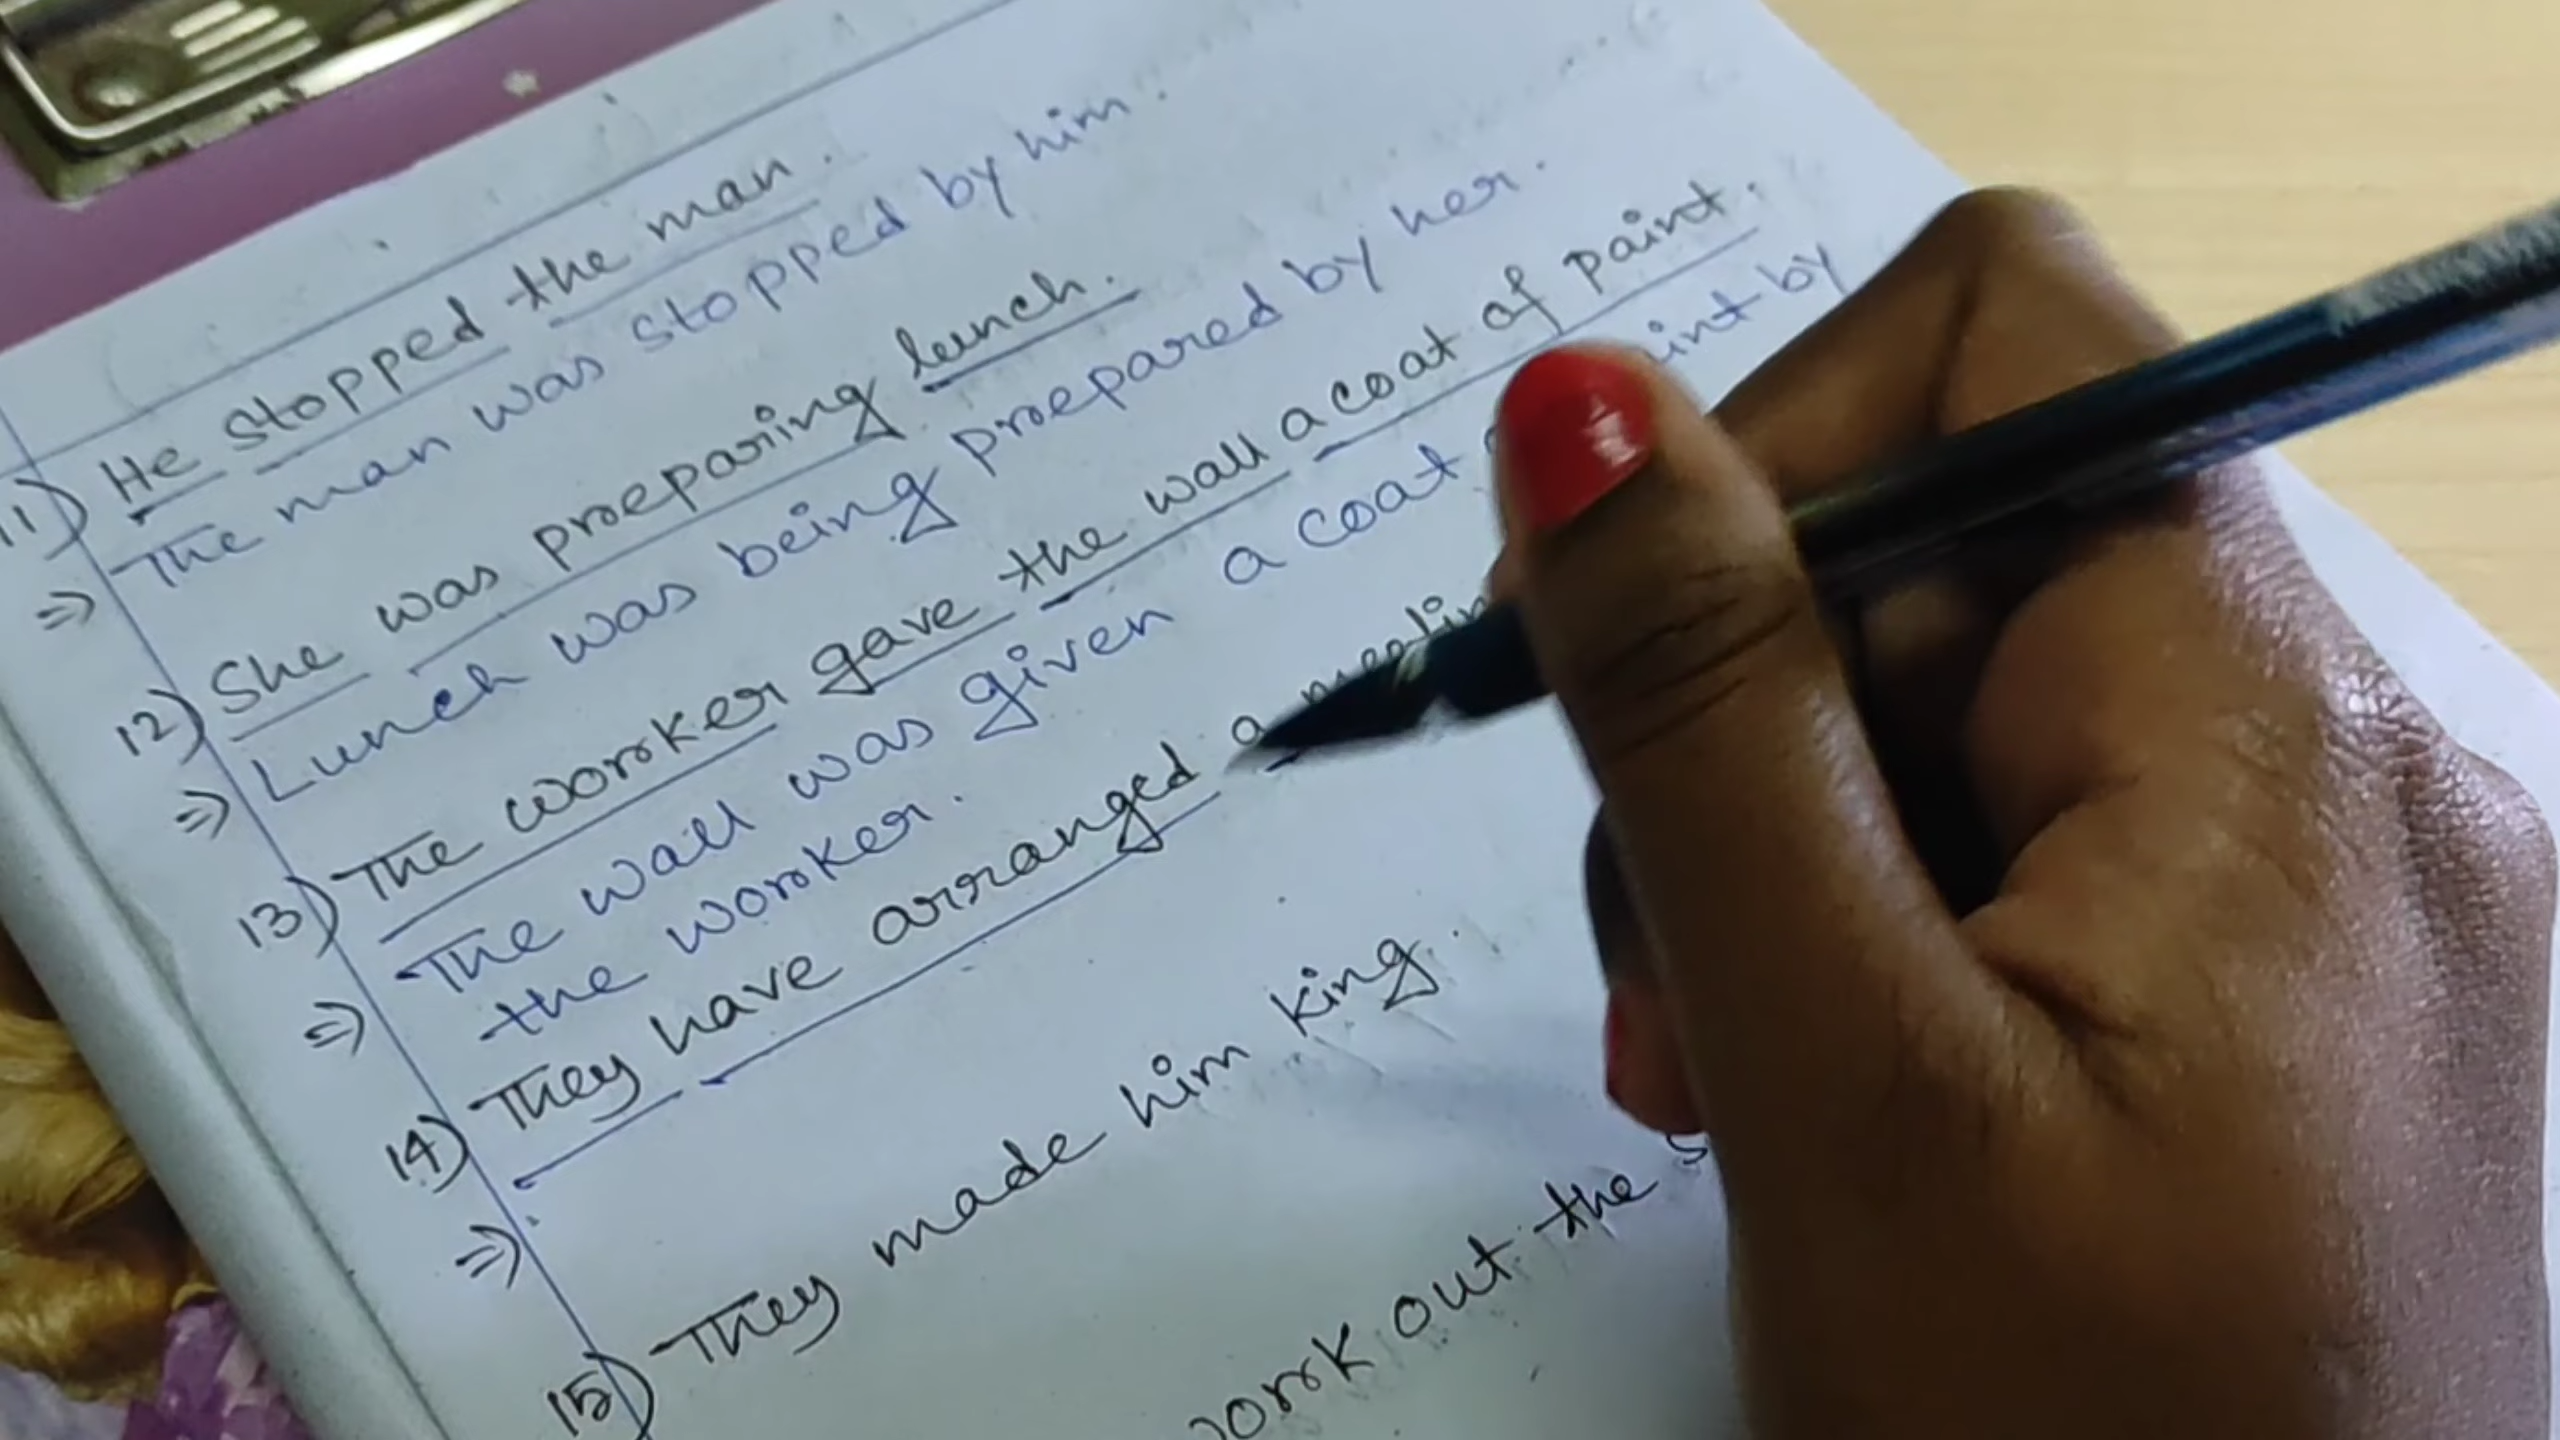 11) He stopped the man.
=> The man was stopped by him.
12) She was preparing lunch.
=> Lunch was being prepared by her.
13) The worker gave the wall a coat of paint.
=> The wall was given a coat by
the worker.
14) They have arranged a
=>
15) They made him king.
work out the